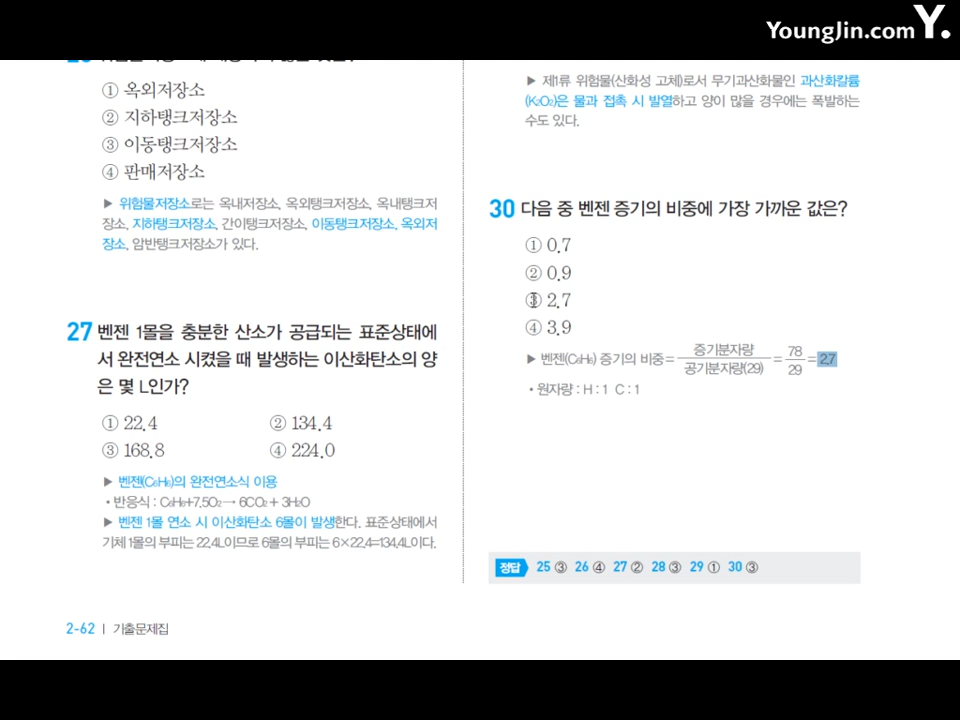 YoungJin.com Y.
① 옥외저장소
② 지하탱크저장소
③ 이동탱크저장소
④ 판매저장소
▶ 위험물저장소로는 옥내저장소, 옥외탱크저장소, 옥내탱크저
장소, 지하탱크저장소, 간이탱크저장소, 이동탱크저장소, 옥외저
장소, 암반탱크저장소가 있다.
27 벤젠 1몰을 충분한 산소가 공급되는 표준상태에
서 완전연소 시켰을 때 발생하는 이산화탄소의 양
은 몇 L인가?
① 22.4 ② 134.4
③ 168.8 ④ 224.0
▶ 벤젠(C₆H₆)의 완전연소식 이용
• 반응식 : C₆H₆+7.5O₂→ 6CO₂ + 3H₂O
▶ 벤젠 1몰 연소 시 이산화탄소 6몰이 발생한다. 표준상태에서
기체 1몰의 부피는 22.4L이므로 6몰의 부피는 6×22.4=134.4L이다.
▶ 제1류 위험물(산화성 고체)로서 무기과산화물인 과산화칼륨
(K₂O₂)은 물과 접촉 시 발열하고 양이 많을 경우에는 폭발하는
수도 있다.
30 다음 중 벤젠 증기의 비중에 가장 가까운 값은?
① 0.7
② 0.9
③ 2.7
④ 3.9
▶ 벤젠(C₆H₆) 증기의 비중 = 증기분자량 / 공기분자량(29) = 78 / 29 = 2.7
• 원자량 : H : 1 C : 1
정답 25 ③ 26 ④ 27 ② 28 ③ 29 ① 30 ③
2-62 | 기출문제집